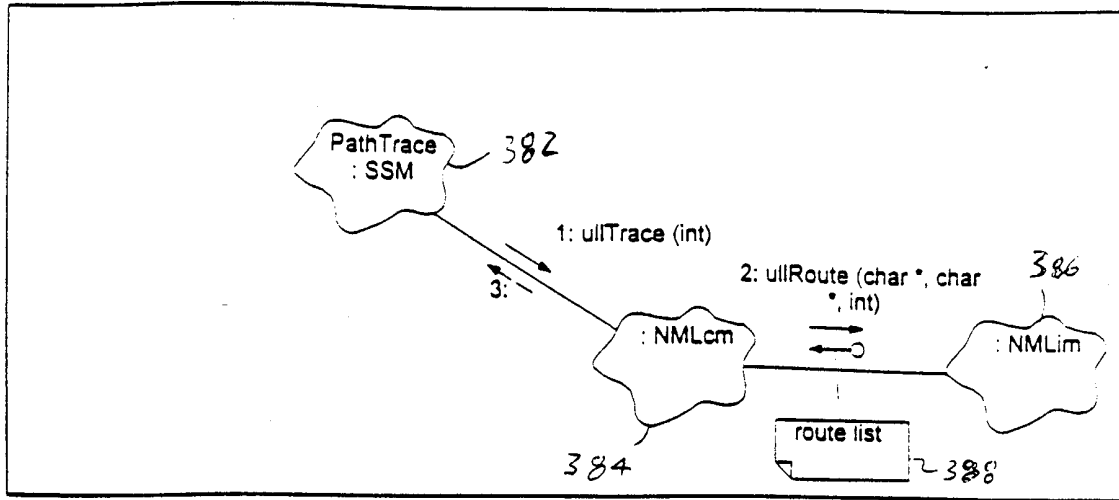 PathTrace
: SSM
382
1: ullTrace (int)
3:
2: ullRoute (char *, char
*, int)
386
: NMLcm
: NMLim
route list
384
388